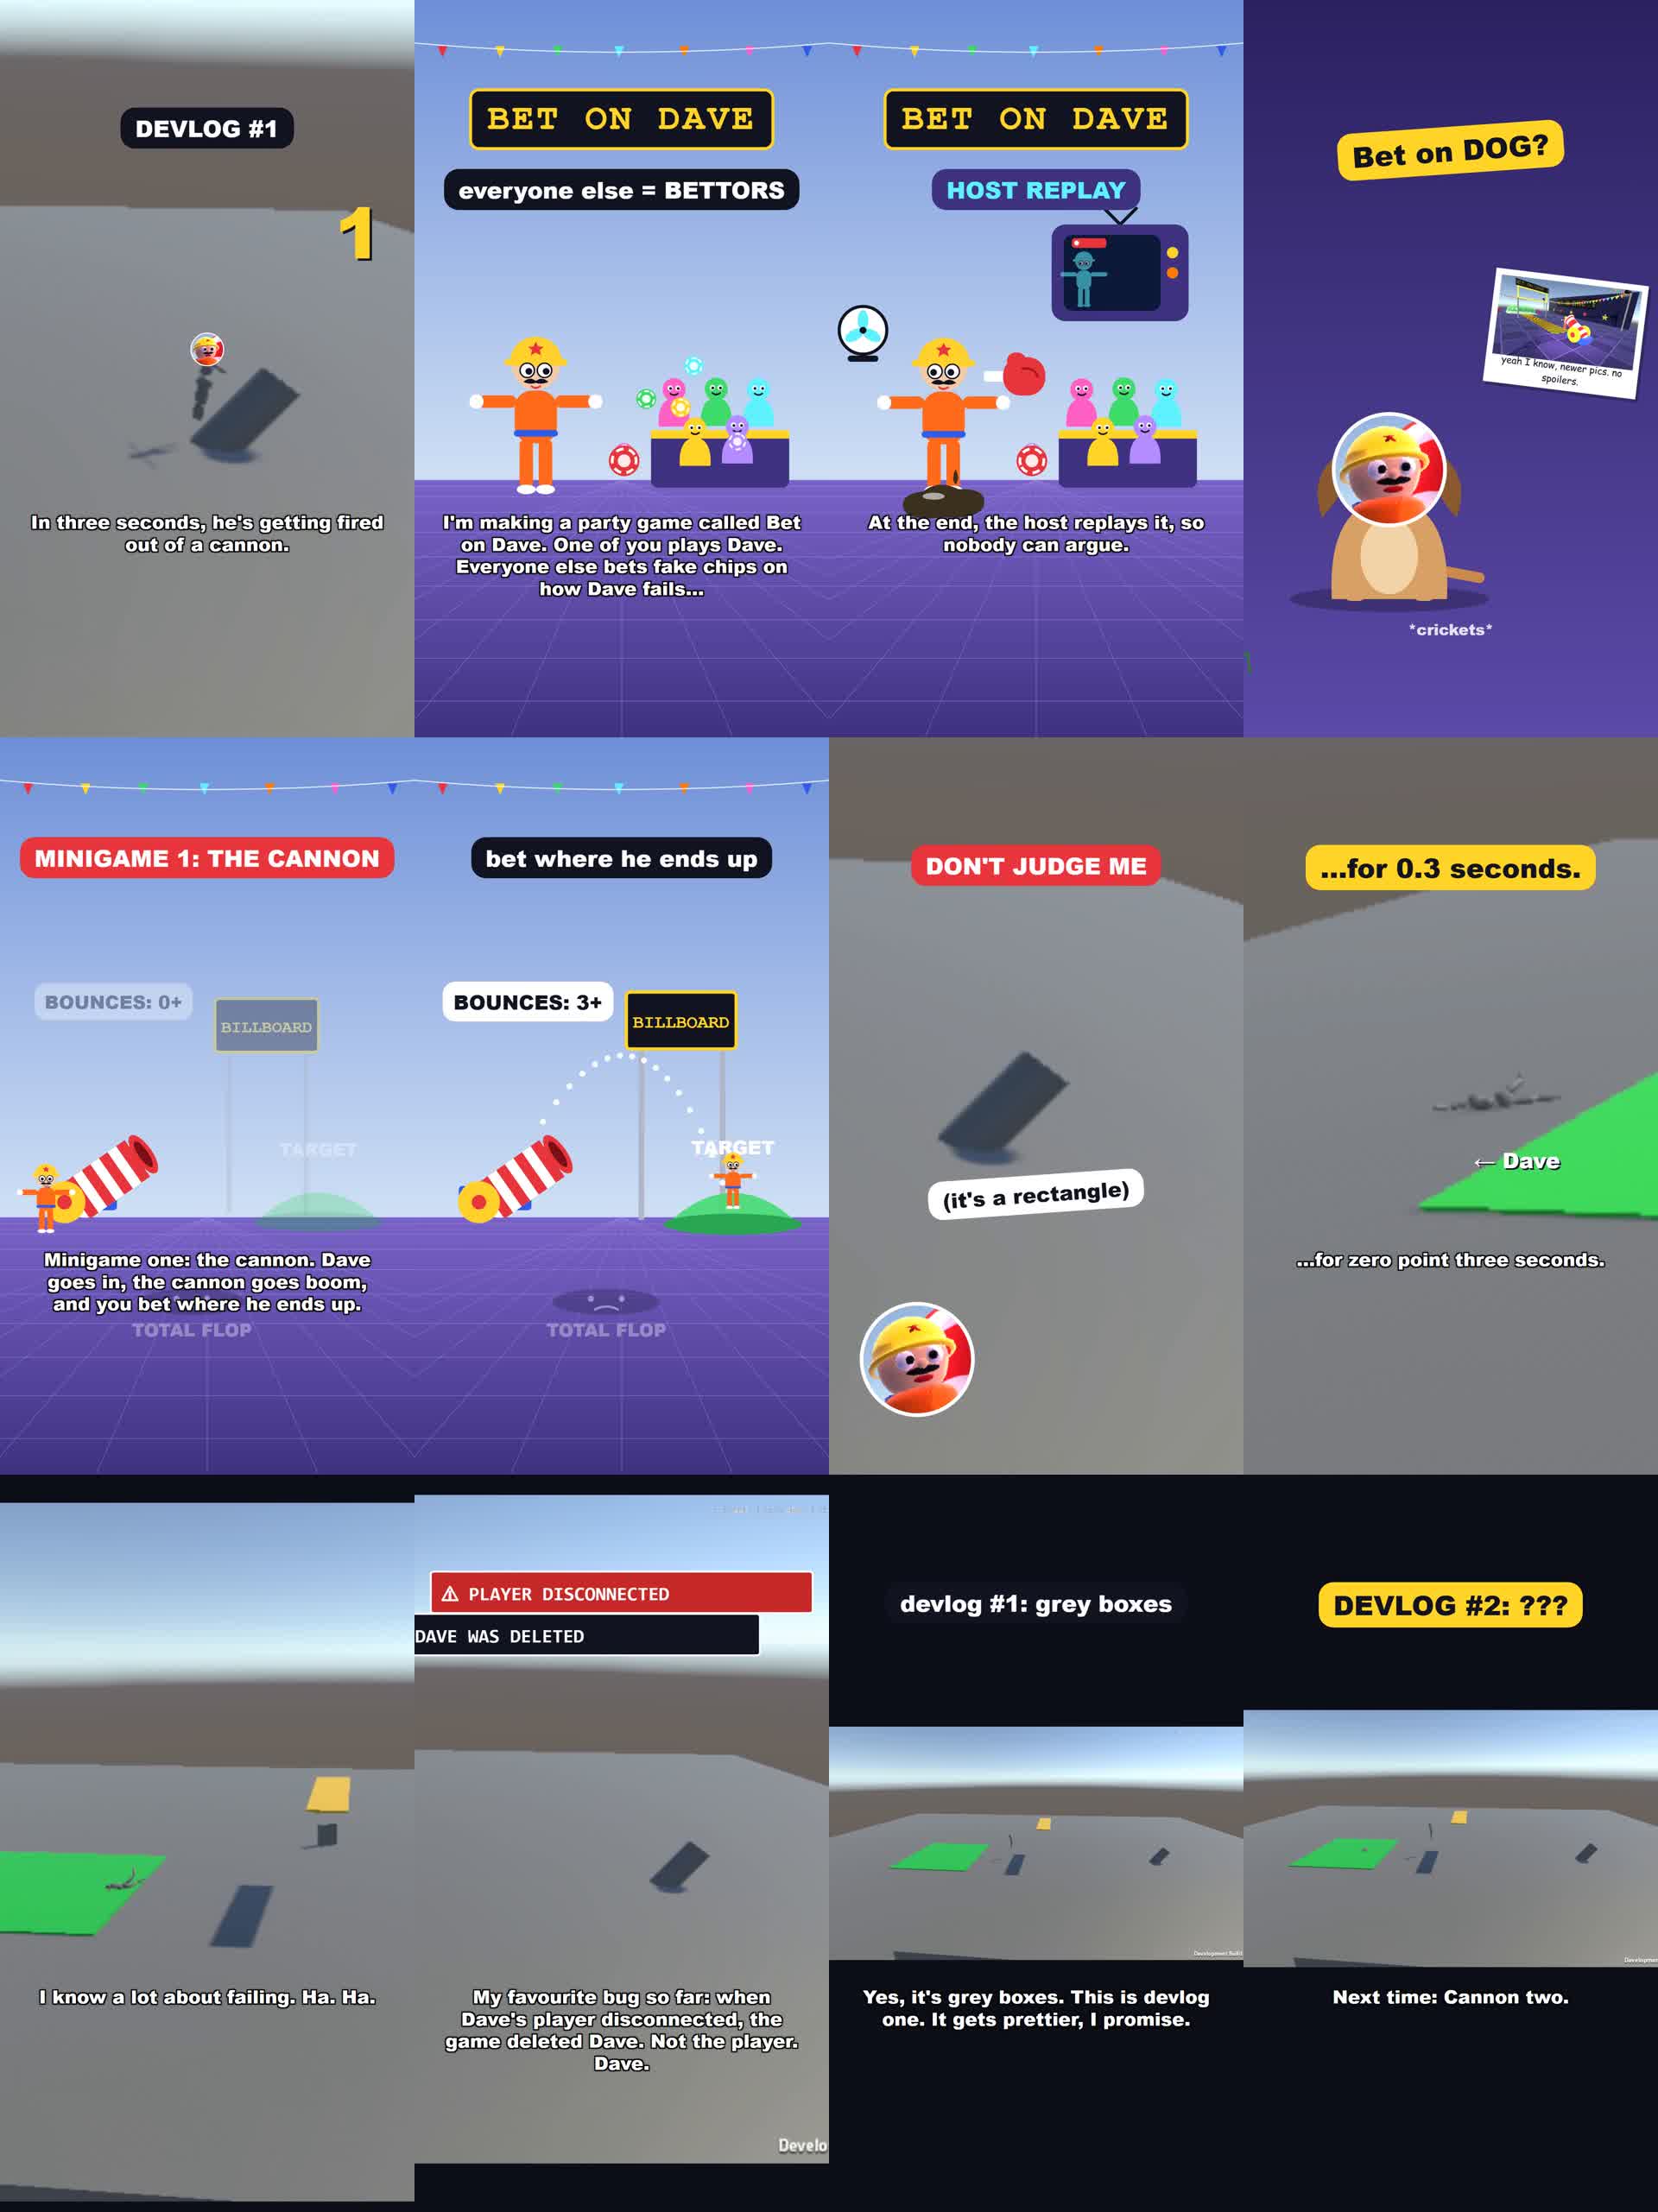 DEVLOG #1
1
In three seconds, he's getting fired
out of a cannon.
BET ON DAVE
everyone else = BETTORS
I'm making a party game called Bet
on Dave. One of you plays Dave.
Everyone else bets fake chips on
how Dave fails...
BET ON DAVE
HOST REPLAY
At the end, the host replays it, so
nobody can argue.
Bet on DOG?
yeah I know, newer pics. no
spoilers.
*crickets*
MINIGAME 1: THE CANNON
BOUNCES: 0+
BILLBOARD
TARGET
Minigame one: the cannon. Dave
goes in, the cannon goes boom,
and you bet where he ends up.
TOTAL FLOP
bet where he ends up
BOUNCES: 3+
BILLBOARD
TARGET
TOTAL FLOP
DON'T JUDGE ME
(it's a rectangle)
...for 0.3 seconds.
← Dave
...for zero point three seconds.
I know a lot about failing. Ha. Ha.
⚠ PLAYER DISCONNECTED
DAVE WAS DELETED
My favourite bug so far: when
Dave's player disconnected, the
game deleted Dave. Not the player.
Dave.
Develo
devlog #1: grey boxes
Development Build
Yes, it's grey boxes. This is devlog
one. It gets prettier, I promise.
DEVLOG #2: ???
Developmen
Next time: Cannon two.